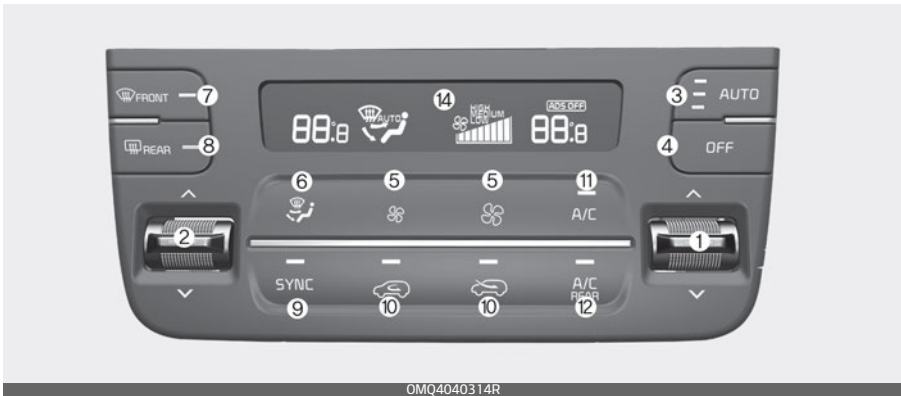 FRONT ⑦
REAR ⑧
88.8
AUTO
⑭
HIGH
MEDIUM
LOW
ADS OFF
88.8
③ AUTO
④ OFF
⑥ ⑤ ⑤ ⑪
A/C
② ①
SYNC
A/C
REAR
⑨ ⑩ ⑩ ⑫
OMQ4040314R